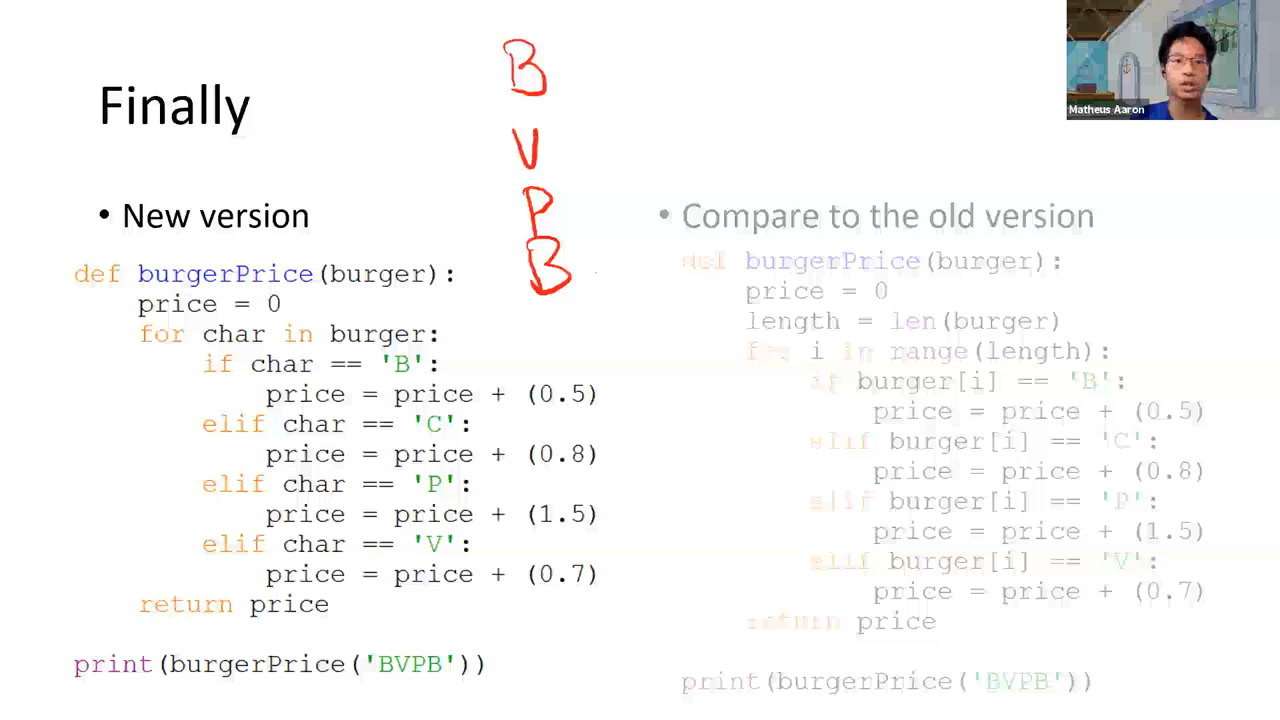 Finally
B
V
P
B
Matheus Aaron
• New version
def burgerPrice(burger):
    price = 0
    for char in burger:
        if char == 'B':
            price = price + (0.5)
        elif char == 'C':
            price = price + (0.8)
        elif char == 'P':
            price = price + (1.5)
        elif char == 'V':
            price = price + (0.7)
    return price
print(burgerPrice('BVPB'))
• Compare to the old version
def burgerPrice(burger):
    price = 0
    length = len(burger)
    for i in range(length):
        if burger[i] == 'B':
            price = price + (0.5)
        elif burger[i] == 'C':
            price = price + (0.8)
        elif burger[i] == 'P':
            price = price + (1.5)
        elif burger[i] == 'V':
            price = price + (0.7)
    return price
print(burgerPrice('BVPB'))